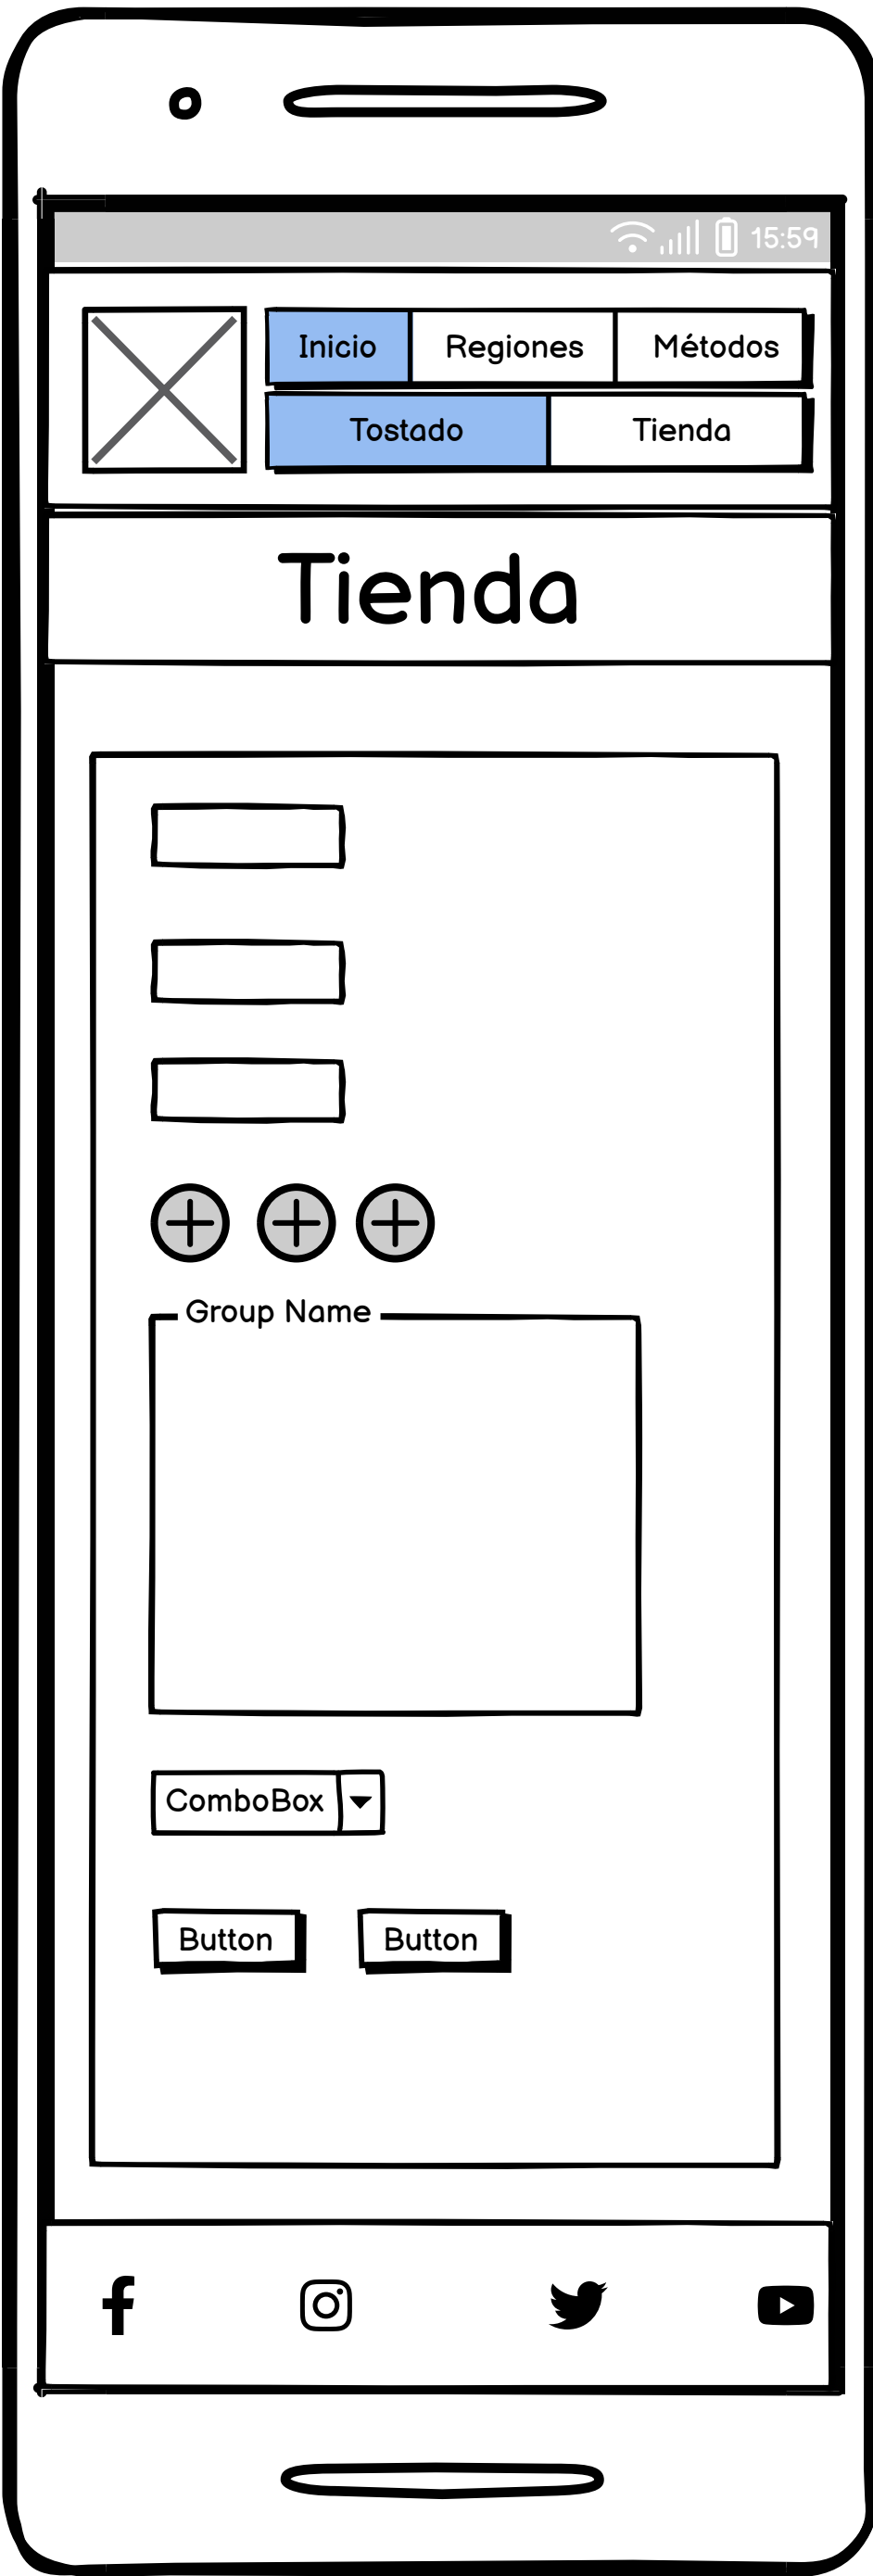 15:59
Inicio Regiones Métodos
Tostado Tienda
Tienda
Group Name
ComboBox
Button Button